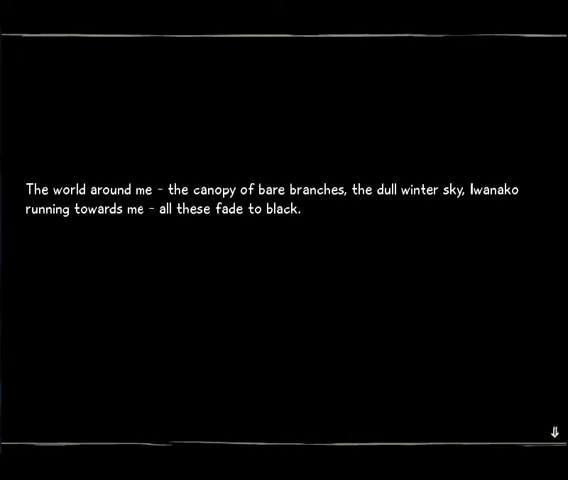 The world around me - the canopy of bare branches, the dull winter sky, Iwanako
running towards me - all these fade to black.